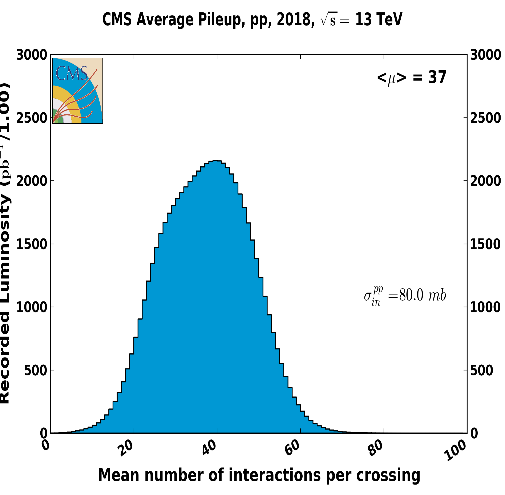 CMS Average Pileup, pp, 2018, √s = 13 TeV
CMS
<μ> = 37
σ_in^pp =80.0 mb
Recorded Luminosity (pb⁻¹/1.00)
3000
2500
2000
1500
1000
500
0
3000
2500
2000
1500
1000
500
0
0 20 40 60 80 100
Mean number of interactions per crossing